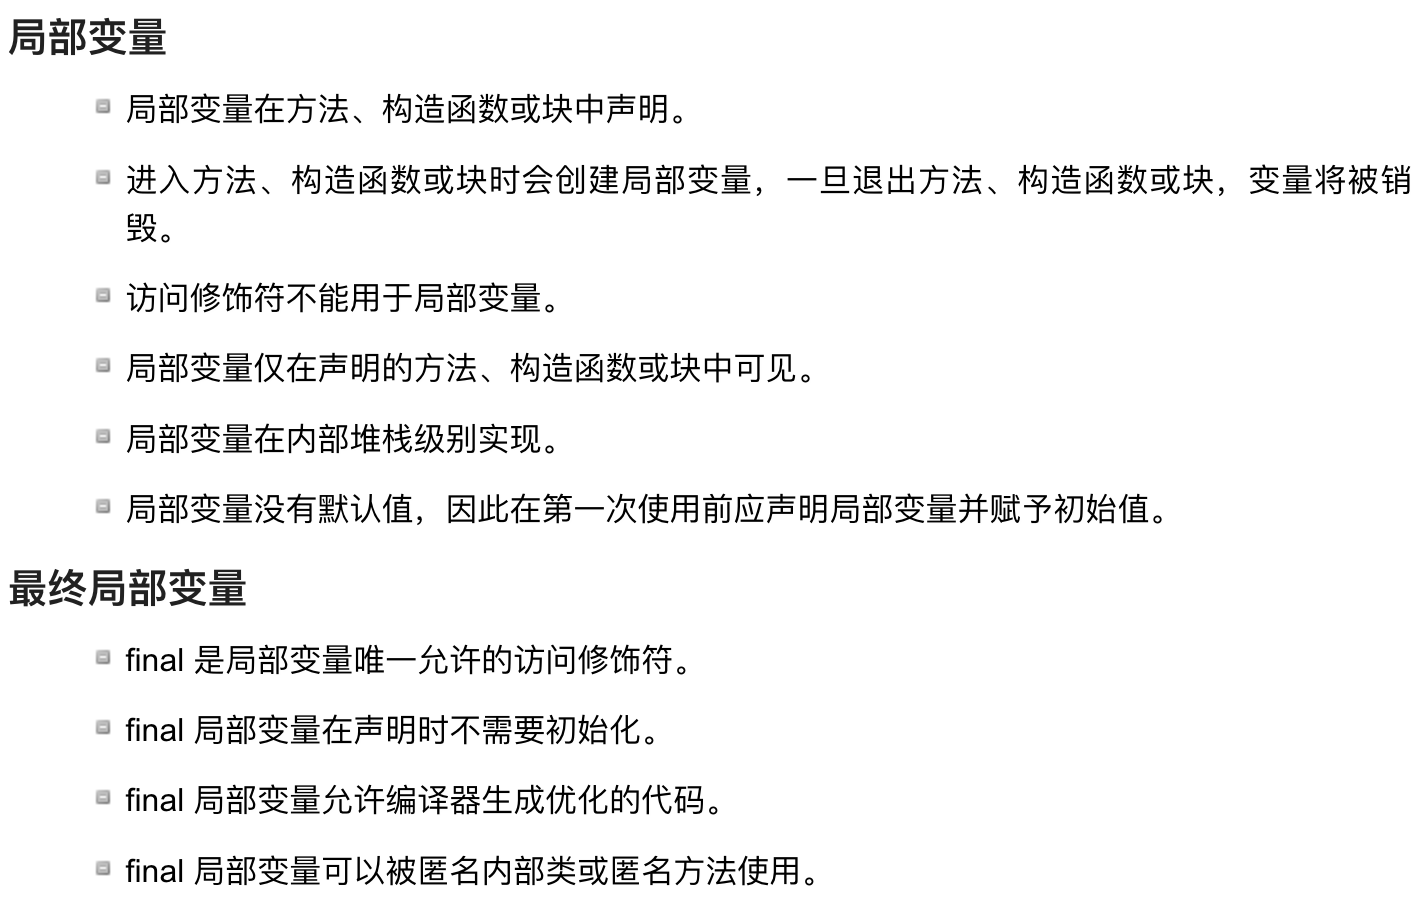 局部变量
局部变量在方法、构造函数或块中声明。
进入方法、构造函数或块时会创建局部变量，一旦退出方法、构造函数或块，变量将被销
毁。
访问修饰符不能用于局部变量。
局部变量仅在声明的方法、构造函数或块中可见。
局部变量在内部堆栈级别实现。
局部变量没有默认值，因此在第一次使用前应声明局部变量并赋予初始值。
最终局部变量
final 是局部变量唯一允许的访问修饰符。
final 局部变量在声明时不需要初始化。
final 局部变量允许编译器生成优化的代码。
final 局部变量可以被匿名内部类或匿名方法使用。